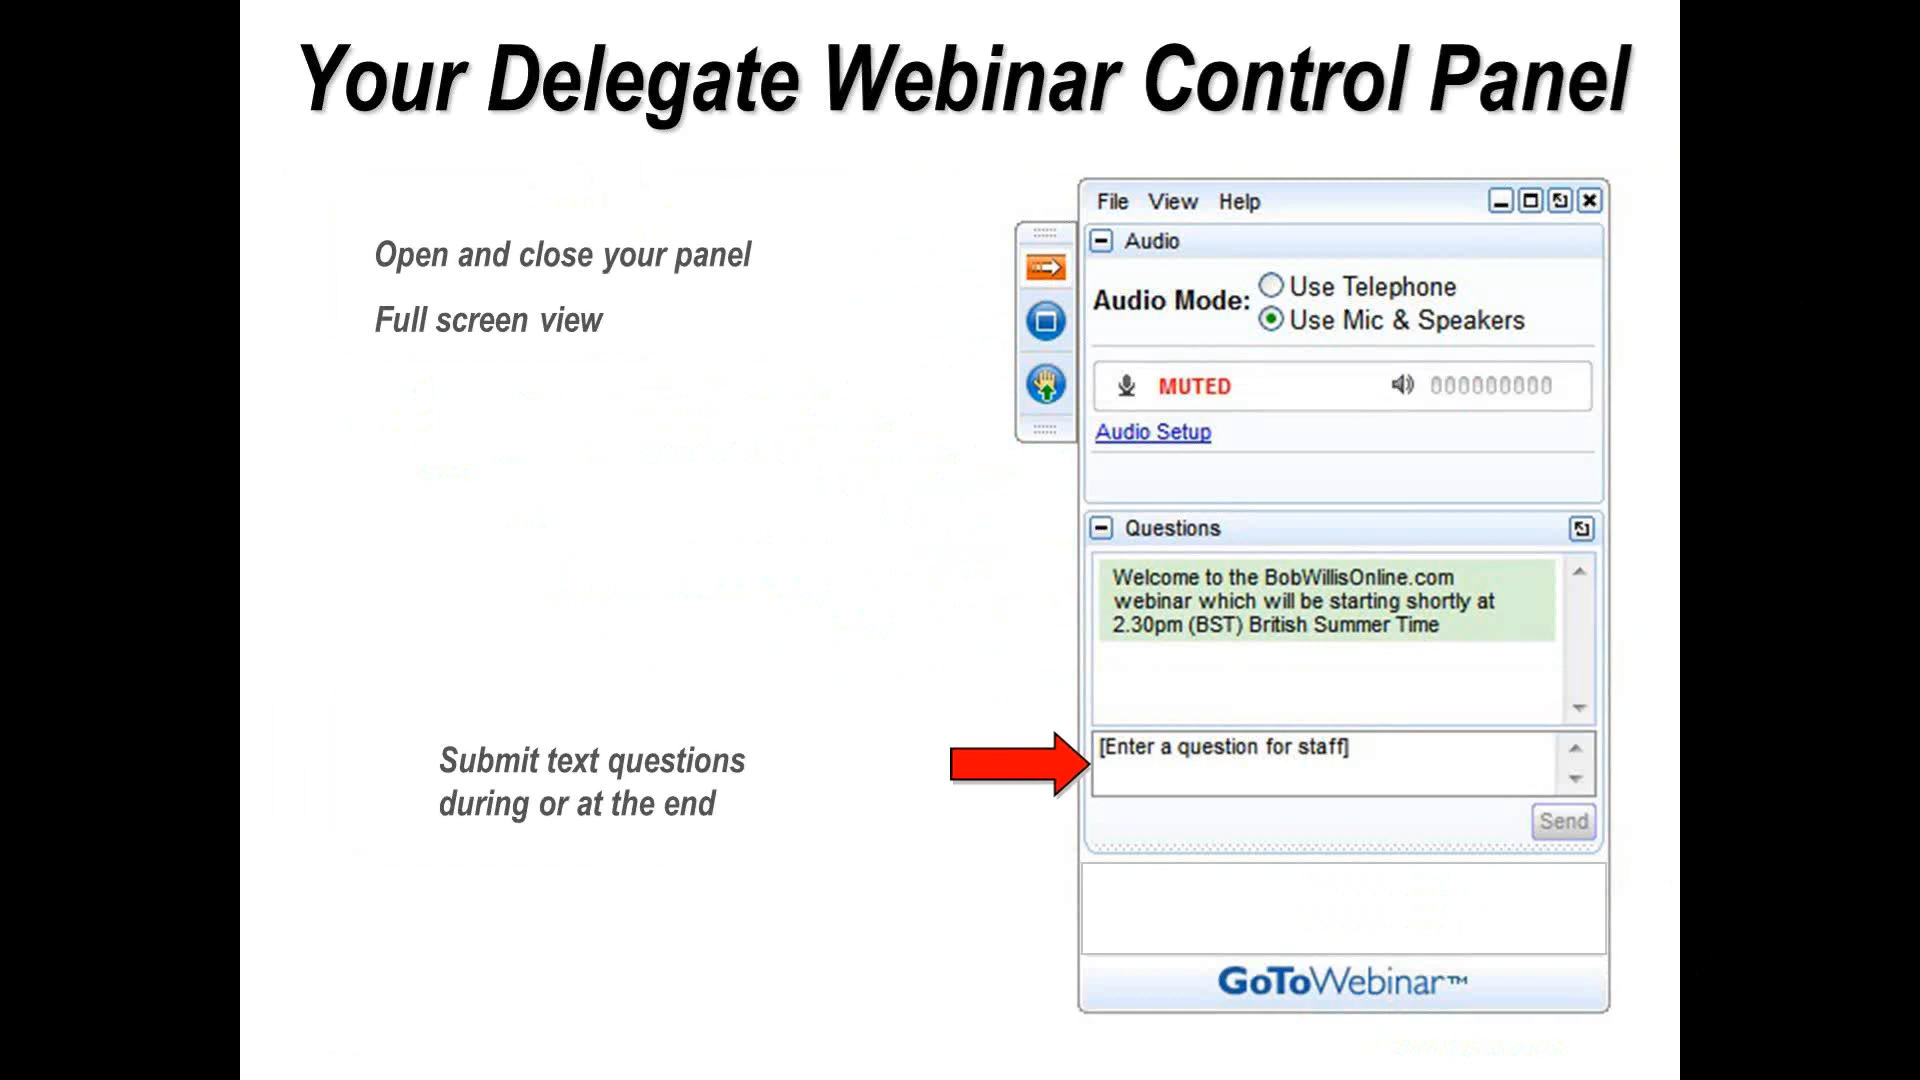 Your Delegate Webinar Control Panel
Open and close your panel
Full screen view
Submit text questions
during or at the end
File View Help
Audio
Audio Mode:
Use Telephone
Use Mic & Speakers
MUTED
000000000
Audio Setup
Questions
Welcome to the BobWillisOnline.com
webinar which will be starting shortly at
2.30pm (BST) British Summer Time
[Enter a question for staff]
Send
GoToWebinar™